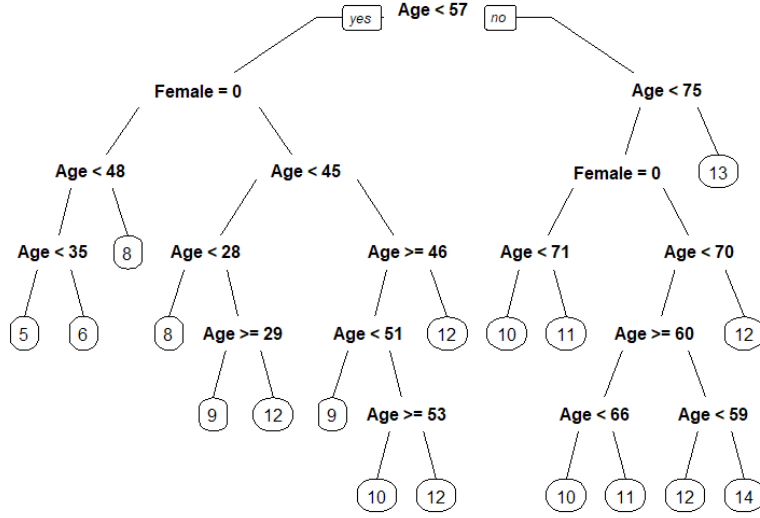 yes Age < 57 no
Female = 0 Age < 75
Age < 48 Age < 45 Female = 0 13
Age < 35 8 Age < 28 Age >= 46 Age < 71 Age < 70
5 6 8 Age >= 29 Age < 51 12 10 11 Age >= 60 12
9 12 9 Age >= 53 Age < 66 Age < 59
10 12 10 11 12 14